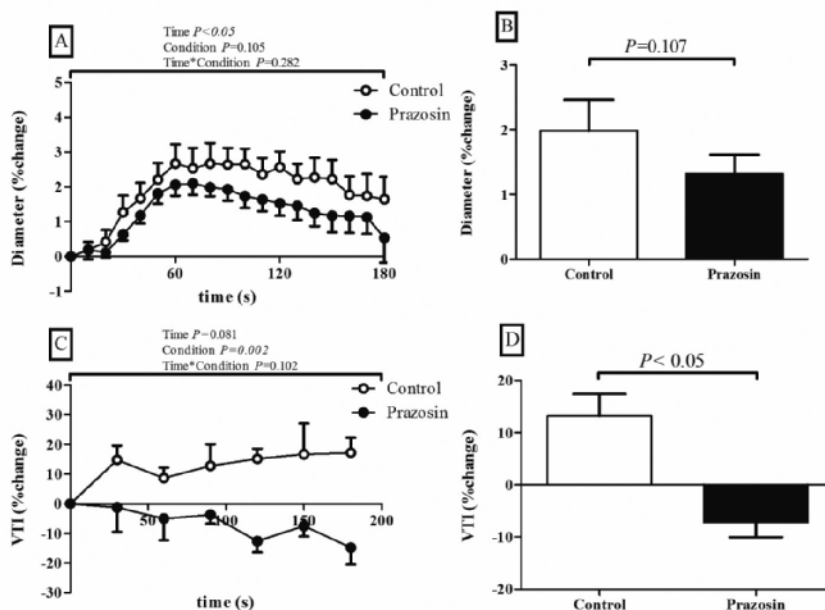 A
Time P<0.05
Condition P=0.105
Time*Condition P=0.282
Control
Prazosin
Diameter (%change)
5
4
3
2
1
0
-1
60
120
180
time (s)
B
P=0.107
Diameter (%change)
3
2
1
0
Control
Prazosin
C
Time P=0.081
Condition P=0.002
Time*Condition P=0.102
Control
Prazosin
VTI (%change)
40
30
20
10
0
-10
-20
-30
50
100
150
200
time (s)
D
P< 0.05
VTI (%change)
20
10
0
-10
-20
Control
Prazosin